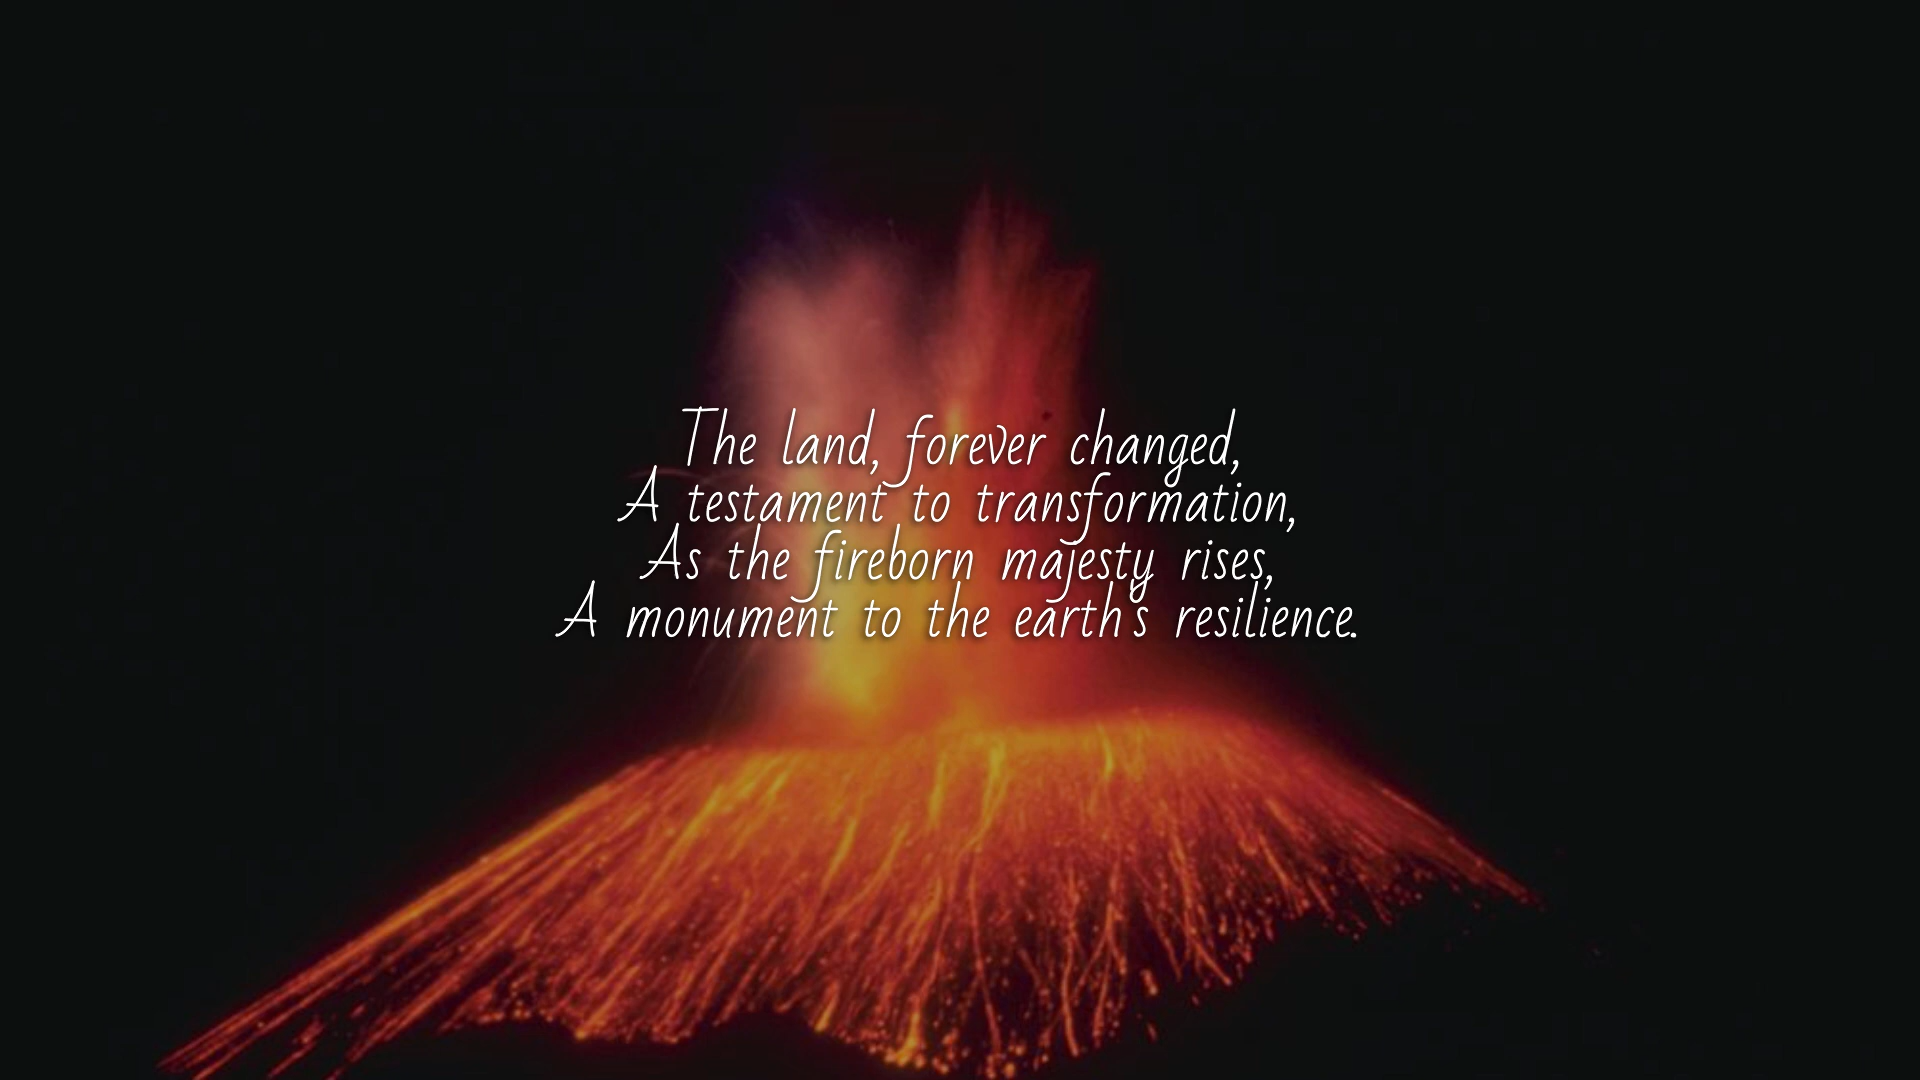 The land, forever changed,
A testament to transformation,
As the fireborn majesty rises,
A monument to the earth's resilience.